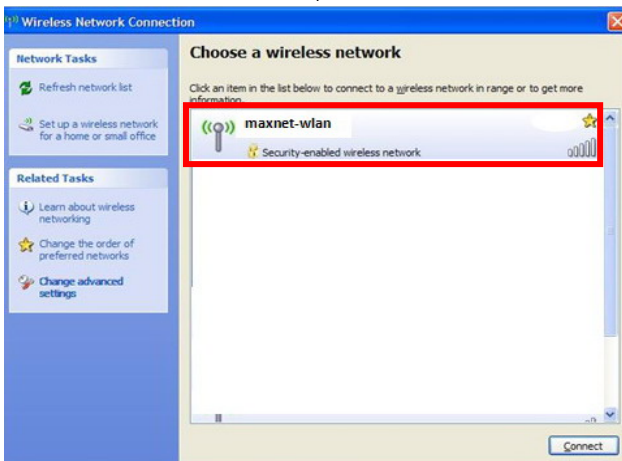 Wireless Network Connection
Network Tasks
Refresh network list
Set up a wireless network
for a home or small office
Related Tasks
Learn about wireless
networking
Change the order of
preferred networks
Change advanced
settings
Choose a wireless network
Click an item in the list below to connect to a wireless network in range or to get more
information.
maxnet-wlan
Security-enabled wireless network
Connect